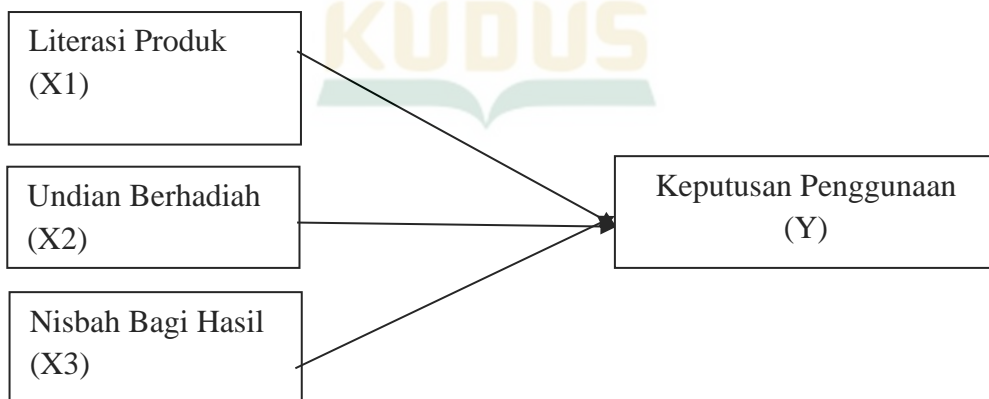 KUDUS
Literasi Produk
(X1)
Undian Berhadiah
(X2)
Nisbah Bagi Hasil
(X3)
Keputusan Penggunaan
(Y)